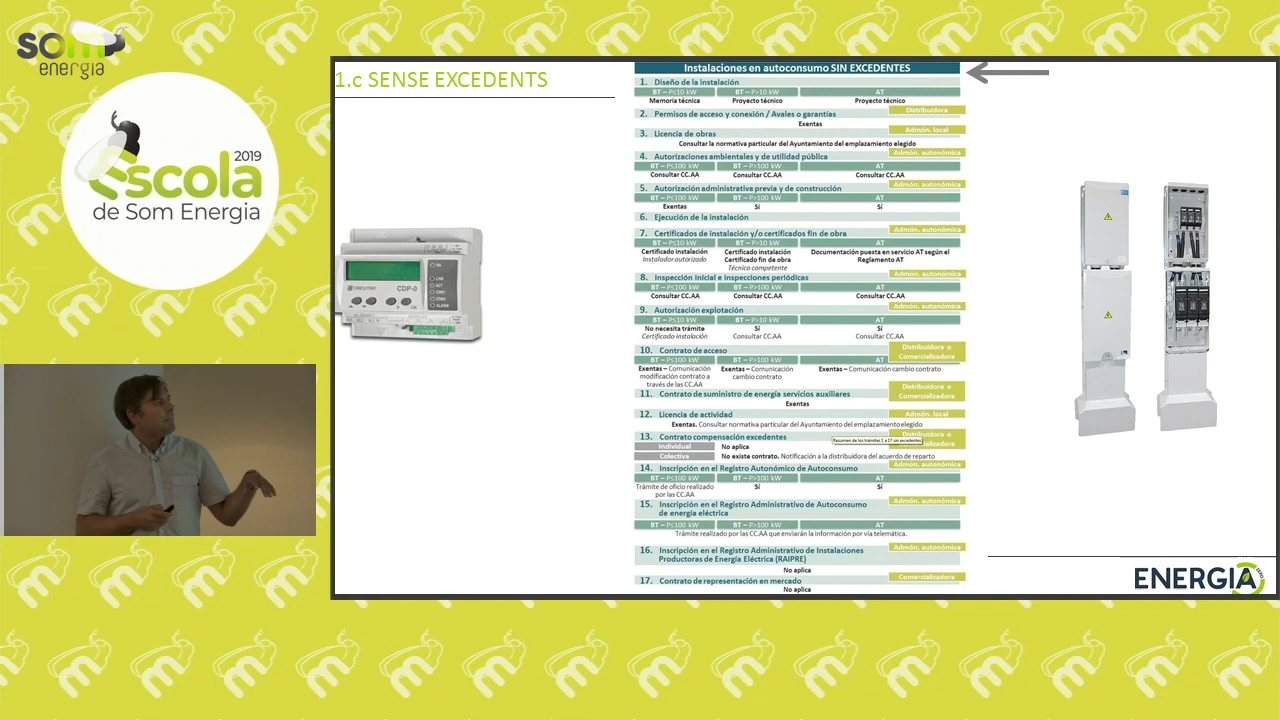 som
energia
2019
Escola
de Som Energia
1.c SENSE EXCEDENTS
CIRCUTOR
CDP-0
Instalaciones en autoconsumo SIN EXCEDENTES
1. Diseño de la instalación
BT – P≤10 kW BT – P>10 kW AT
Memoria técnica Proyecto técnico Proyecto técnico
Distribuidora
2. Permisos de acceso y conexión / Avales o garantías
Exentas
Admón. local
3. Licencia de obras
Consultar la normativa particular del Ayuntamiento del emplazamiento elegido
Admón. autonómica
4. Autorizaciones ambientales y de utilidad pública
BT – P≤100 kW BT – P>100 kW AT
Consultar CC.AA Consultar CC.AA Consultar CC.AA
Admón. autonómica
5. Autorización administrativa previa y de construcción
BT – P≤100 kW BT – P>100 kW AT
Exentas Sí Sí
6. Ejecución de la instalación
Admón. autonómica
7. Certificados de instalación y/o certificados fin de obra
BT – P≤10 kW BT – P>10 kW AT
Certificado instalación Certificado instalación Documentación puesta en servicio AT según el
Instalador autorizado Certificado fin de obra Reglamento AT
Técnico competente
Admón. autonómica
8. Inspección Inicial e Inspecciones periódicas
BT – P≤100 kW BT – P>100 kW AT
Consultar CC.AA Consultar CC.AA Consultar CC.AA
Admón. autonómica
9. Autorización explotación
BT – P≤100 kW BT – P>100 kW AT
No necesita trámite Sí Sí
Certificado instalación Consultar CC.AA Consultar CC.AA
Distribuidora o
Comercializadora
10. Contrato de acceso
BT – P≤100 kW BT – P>100 kW AT
Exentas – Comunicación Exentas – Comunicación Exentas – Comunicación cambio contrato
modificación contrato a cambio contrato
través de las CC.AA
Distribuidora o
Comercializadora
11. Contrato de suministro de energía servicios auxiliares
Exentas
Admón. local
12. Licencia de actividad
Exentas. Consultar normativa particular del Ayuntamiento del emplazamiento elegido
Distribuidora o
13. Contrato compensación excedentes
Resumen de los trámites 1 a 17 sin excedentes
Individual No aplica
Colectiva No existe contrato. Notificación a la distribuidora del acuerdo de reparto
Admón. autonómica
14. Inscripción en el Registro Autonómico de Autoconsumo
BT – P≤100 kW BT – P>100 kW AT
Trámite de oficio realizado Sí Sí
por las CC.AA
Admón. autonómica
15. Inscripción en el Registro Administrativo de Autoconsumo
de energía eléctrica
BT – P≤100 kW BT – P>100 kW AT
Trámite realizado por las CC.AA que enviarán la información por vía telemática.
Admón. autonómica
16. Inscripción en el Registro Administrativo de Instalaciones
Productoras de Energía Eléctrica (RAIPRE)
No aplica
Comercializadora
17. Contrato de representación en mercado
No aplica
ENERGIA